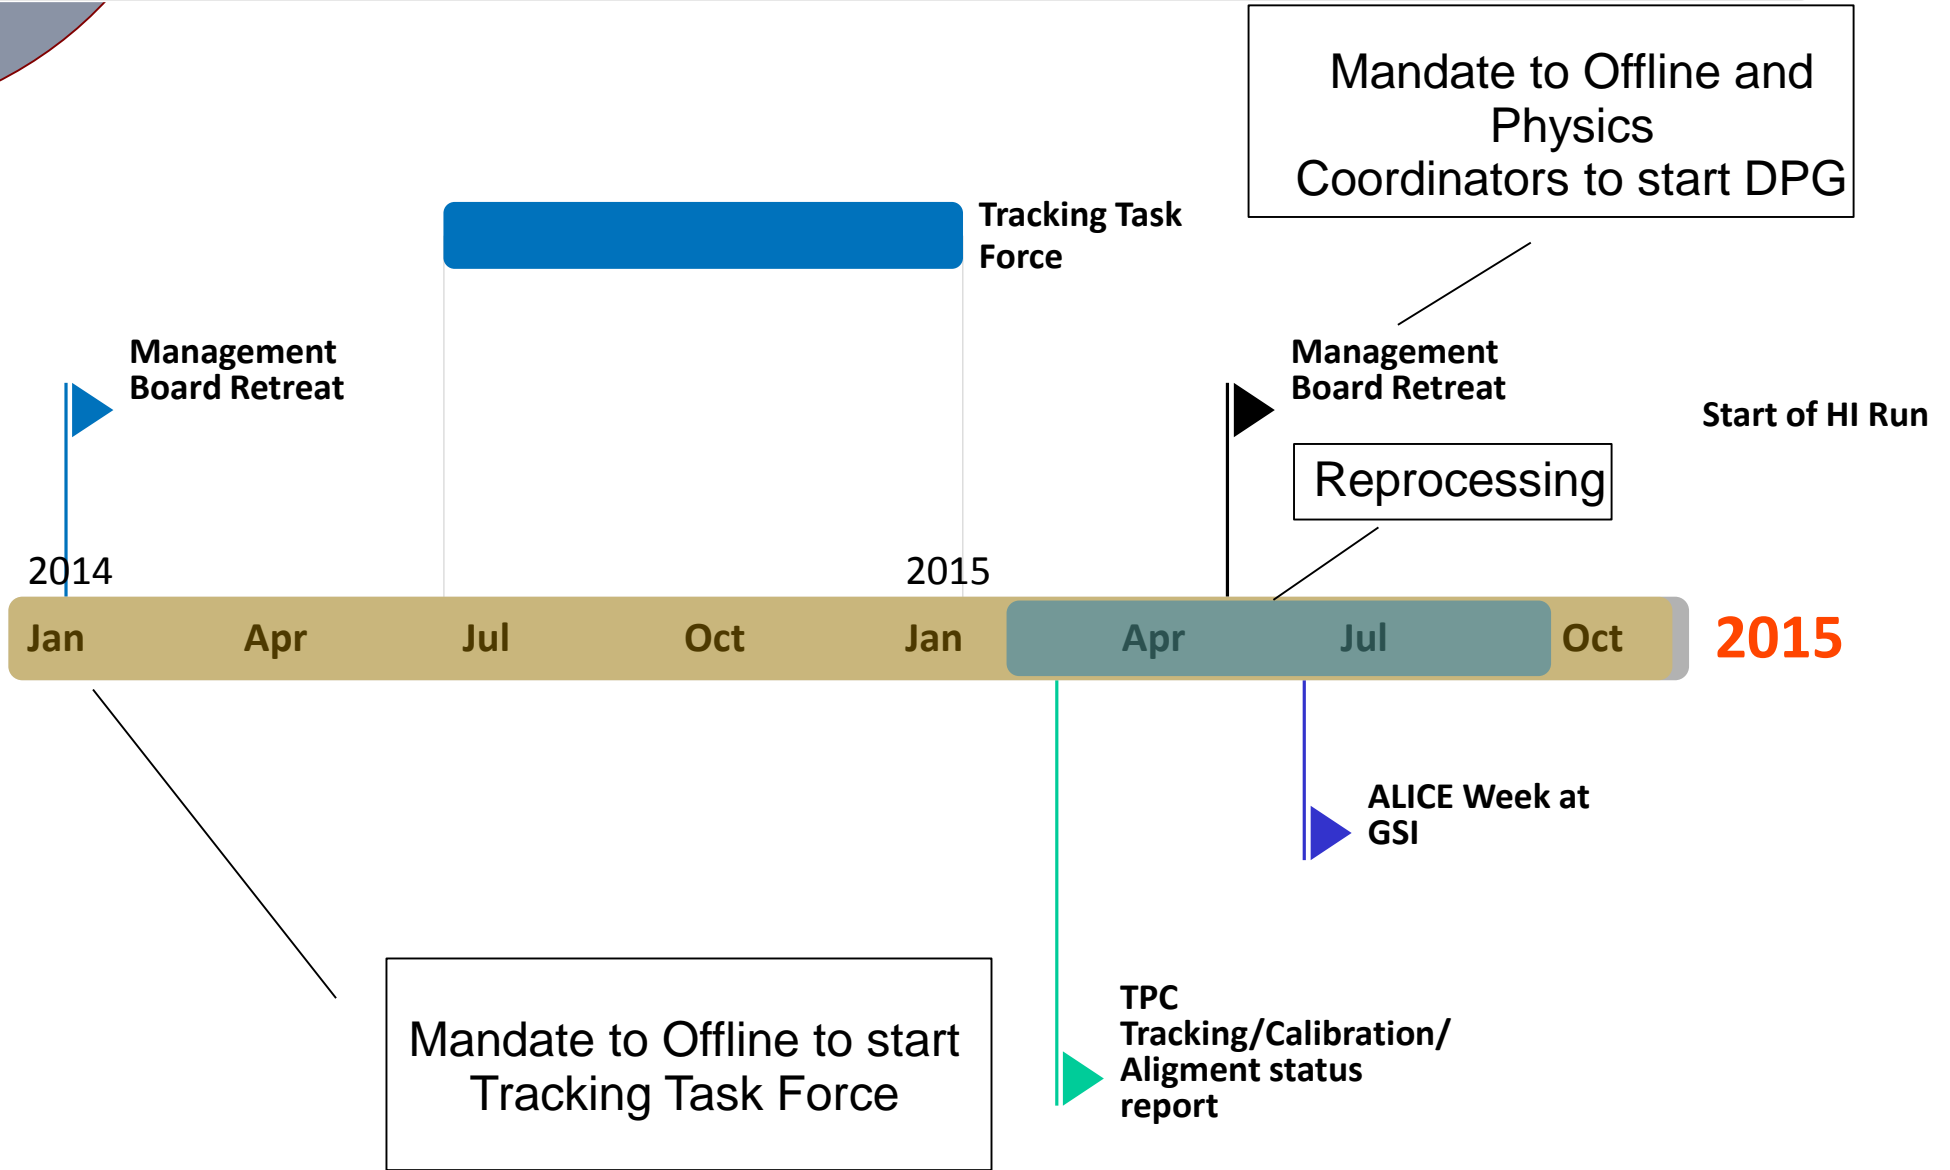 Mandate to Offline and
Physics
Coordinators to start DPG
Tracking Task
Force
Management
Board Retreat
Management
Board Retreat
Start of HI Run
Reprocessing
2014
2015
Jan
Apr
Jul
Oct
Jan
Apr
Jul
Oct
2015
ALICE Week at
GSI
TPC
Tracking/Calibration/
Aligment status
report
Mandate to Offline to start
Tracking Task Force